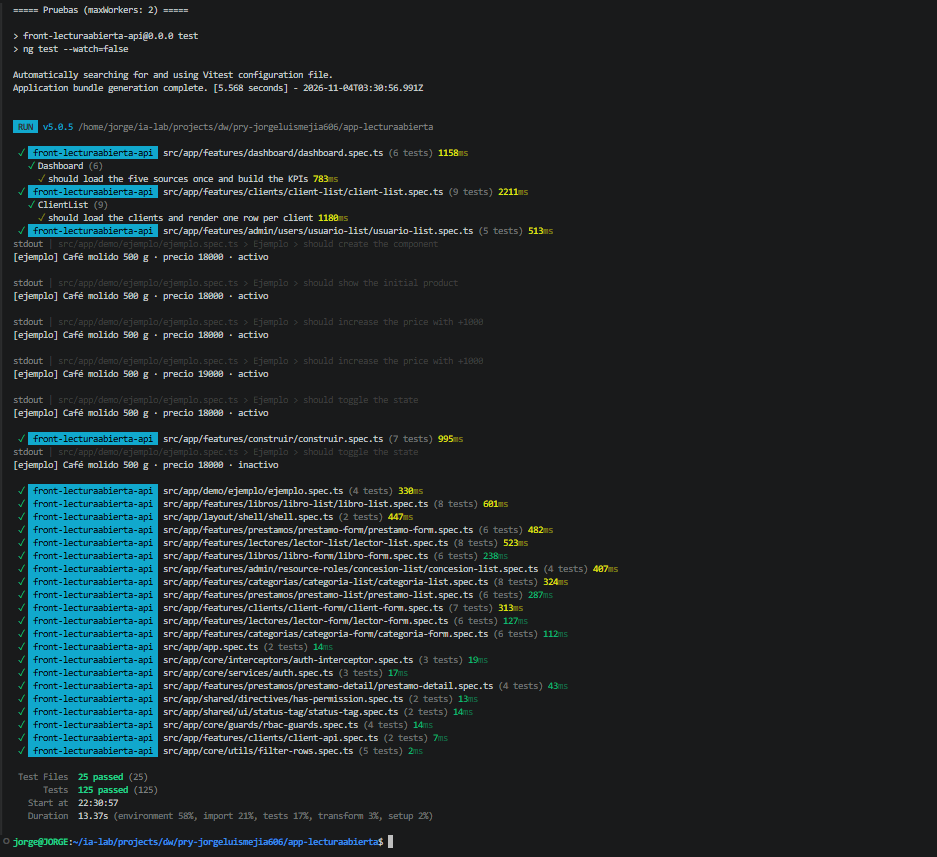 ===== Pruebas (maxWorkers: 2) =====
> front-lecturaabierta-api@0.0.0 test
> ng test --watch=false
Automatically searching for and using Vitest configuration file.
Application bundle generation complete. [5.568 seconds] - 2026-11-04T03:30:56.991Z
RUN v5.0.5 /home/jorge/ia-lab/projects/dw/pry-jorgeluismejia606/app-lecturaabierta
✓ front-lecturaabierta-api src/app/features/dashboard/dashboard.spec.ts (6 tests) 1158ms
✓ Dashboard (6)
✓ should load the five sources once and build the KPIs 783ms
✓ front-lecturaabierta-api src/app/features/clients/client-list/client-list.spec.ts (9 tests) 2211ms
✓ ClientList (9)
✓ should load the clients and render one row per client 1180ms
✓ front-lecturaabierta-api src/app/features/admin/users/usuario-list/usuario-list.spec.ts (5 tests) 513ms
stdout | src/app/demo/ejemplo/ejemplo.spec.ts > Ejemplo > should create the component
[ejemplo] Café molido 500 g · precio 18000 · activo
stdout | src/app/demo/ejemplo/ejemplo.spec.ts > Ejemplo > should show the initial product
[ejemplo] Café molido 500 g · precio 18000 · activo
stdout | src/app/demo/ejemplo/ejemplo.spec.ts > Ejemplo > should increase the price with +1000
[ejemplo] Café molido 500 g · precio 18000 · activo
stdout | src/app/demo/ejemplo/ejemplo.spec.ts > Ejemplo > should increase the price with +1000
[ejemplo] Café molido 500 g · precio 19000 · activo
stdout | src/app/demo/ejemplo/ejemplo.spec.ts > Ejemplo > should toggle the state
[ejemplo] Café molido 500 g · precio 18000 · activo
✓ front-lecturaabierta-api src/app/features/construir/construir.spec.ts (7 tests) 995ms
stdout | src/app/demo/ejemplo/ejemplo.spec.ts > Ejemplo > should toggle the state
[ejemplo] Café molido 500 g · precio 18000 · inactivo
✓ front-lecturaabierta-api src/app/demo/ejemplo/ejemplo.spec.ts (4 tests) 330ms
✓ front-lecturaabierta-api src/app/features/libros/libro-list/libro-list.spec.ts (8 tests) 601ms
✓ front-lecturaabierta-api src/app/layout/shell/shell.spec.ts (2 tests) 447ms
✓ front-lecturaabierta-api src/app/features/prestamos/prestamo-form/prestamo-form.spec.ts (6 tests) 482ms
✓ front-lecturaabierta-api src/app/features/lectores/lector-list/lector-list.spec.ts (8 tests) 523ms
✓ front-lecturaabierta-api src/app/features/libros/libro-form/libro-form.spec.ts (6 tests) 238ms
✓ front-lecturaabierta-api src/app/features/admin/resource-roles/concesion-list/concesion-list.spec.ts (4 tests) 407ms
✓ front-lecturaabierta-api src/app/features/categorias/categoria-list/categoria-list.spec.ts (8 tests) 324ms
✓ front-lecturaabierta-api src/app/features/prestamos/prestamo-list/prestamo-list.spec.ts (6 tests) 287ms
✓ front-lecturaabierta-api src/app/features/clients/client-form/client-form.spec.ts (7 tests) 313ms
✓ front-lecturaabierta-api src/app/features/lectores/lector-form/lector-form.spec.ts (6 tests) 127ms
✓ front-lecturaabierta-api src/app/features/categorias/categoria-form/categoria-form.spec.ts (6 tests) 112ms
✓ front-lecturaabierta-api src/app/app.spec.ts (2 tests) 14ms
✓ front-lecturaabierta-api src/app/core/interceptors/auth-interceptor.spec.ts (3 tests) 19ms
✓ front-lecturaabierta-api src/app/core/services/auth.spec.ts (3 tests) 17ms
✓ front-lecturaabierta-api src/app/features/prestamos/prestamo-detail/prestamo-detail.spec.ts (4 tests) 43ms
✓ front-lecturaabierta-api src/app/shared/directives/has-permission.spec.ts (2 tests) 13ms
✓ front-lecturaabierta-api src/app/shared/ui/status-tag/status-tag.spec.ts (2 tests) 14ms
✓ front-lecturaabierta-api src/app/core/guards/rbac-guards.spec.ts (4 tests) 14ms
✓ front-lecturaabierta-api src/app/features/clients/client-api.spec.ts (2 tests) 7ms
✓ front-lecturaabierta-api src/app/core/utils/filter-rows.spec.ts (5 tests) 2ms
Test Files 25 passed (25)
Tests 125 passed (125)
Start at 22:30:57
Duration 13.37s (environment 58%, import 21%, tests 17%, transform 3%, setup 2%)
jorge@JORGE:~/ia-lab/projects/dw/pry-jorgeluismejia606/app-lecturaabierta$